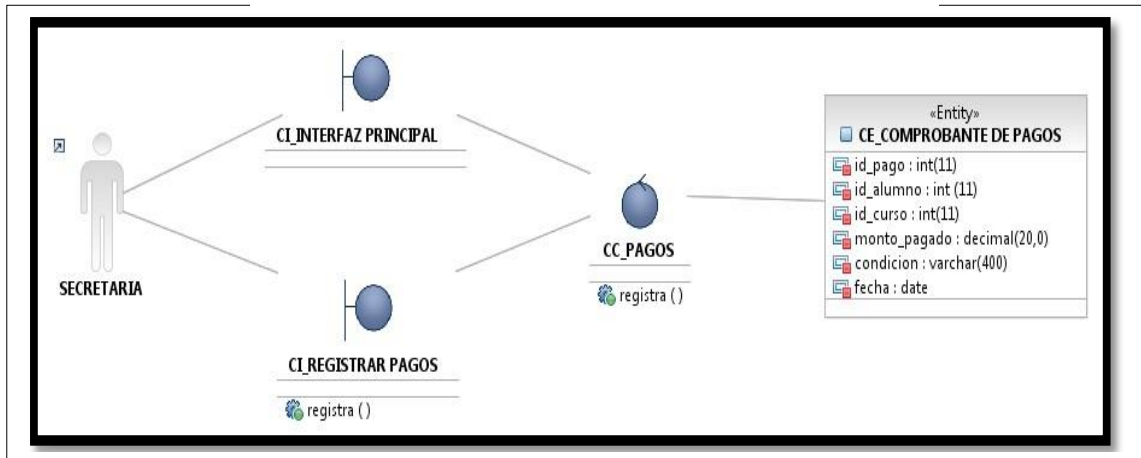 SECRETARIA
CI_INTERFAZ PRINCIPAL
CI_REGISTRAR PAGOS
registra ( )
CC_PAGOS
registra ( )
«Entity»
CE_COMPROBANTE DE PAGOS
id_pago : int(11)
id_alumno : int (11)
id_curso : int(11)
monto_pagado : decimal(20,0)
condicion : varchar(400)
fecha : date